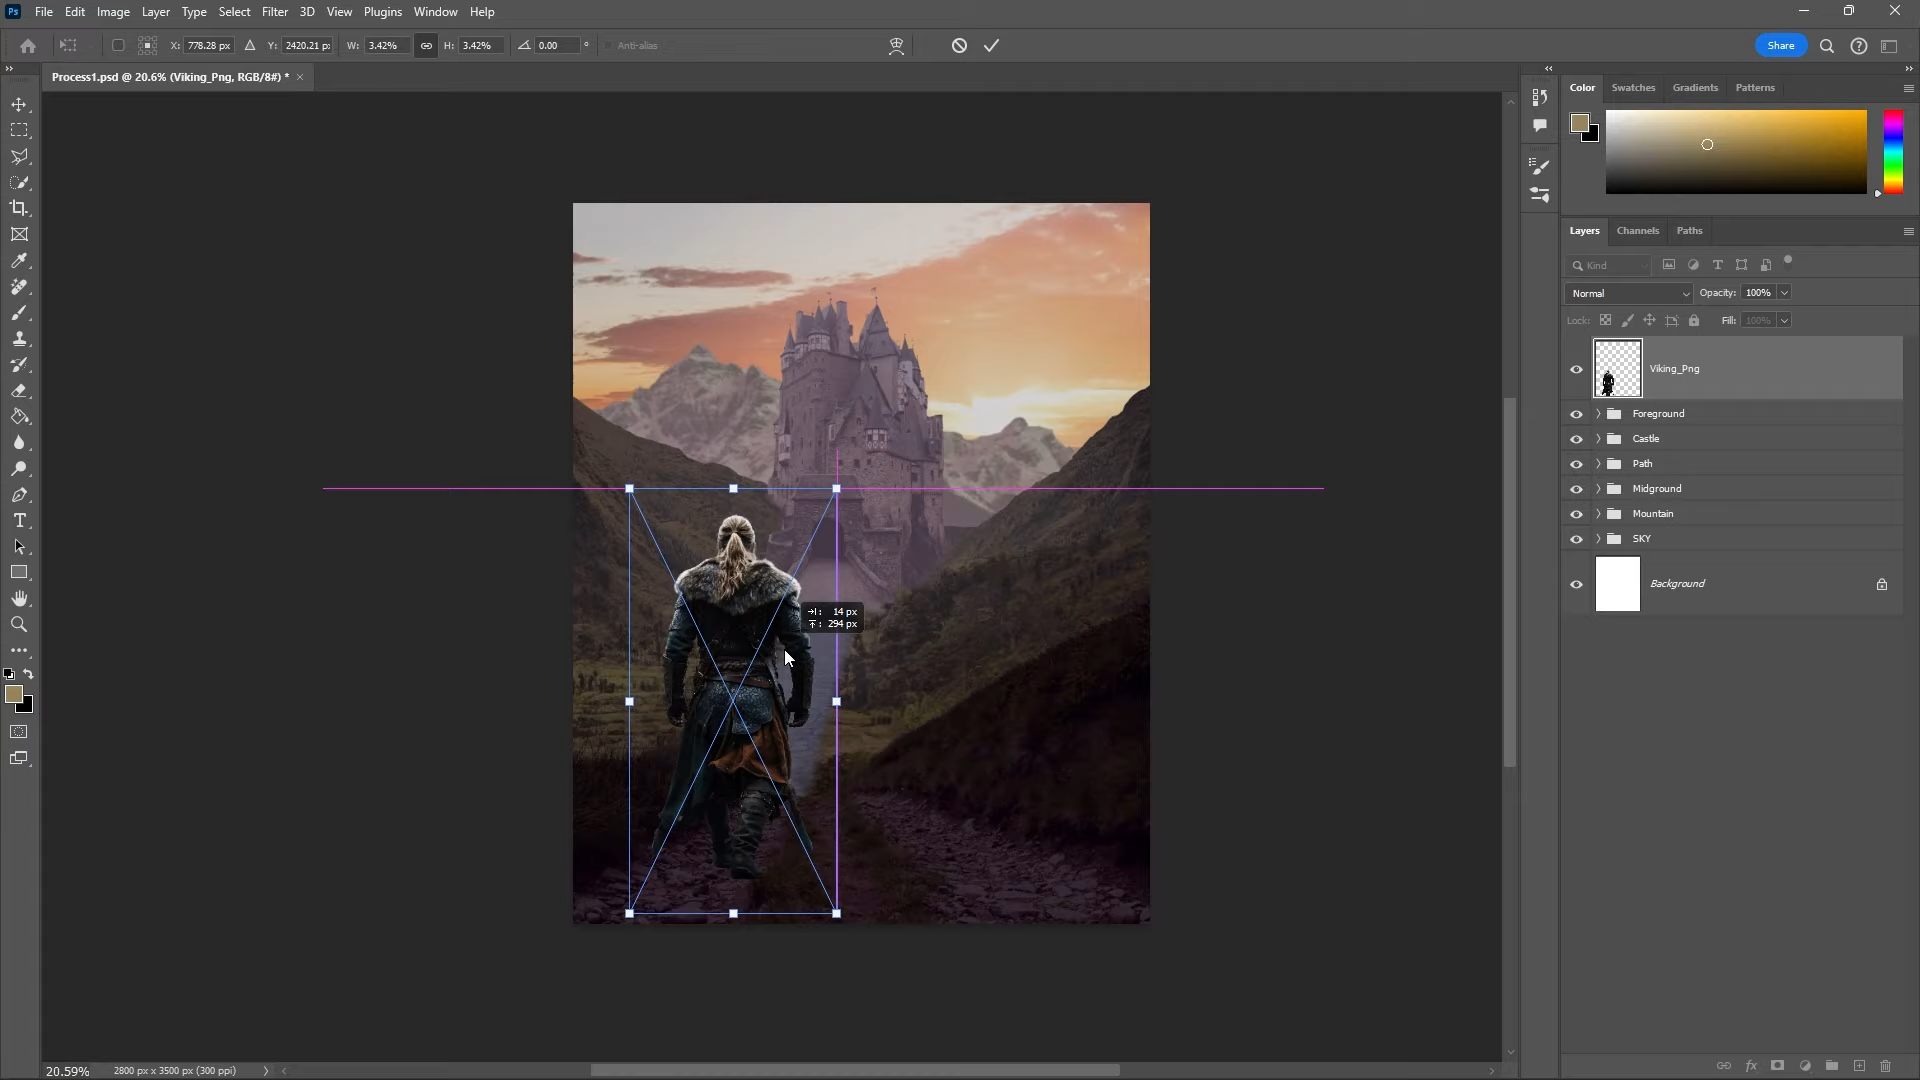 Ps File Edit Image Layer Type Select Filter 3D View Plugins Window Help
X: 778.28 px Y: 2420.21 px W: 3.42% H: 3.42% 0.00 ° Anti-alias Share
Process1.psd @ 20.6% (Viking_Png, RGB/8#) * ×
Color Swatches Gradients Patterns
Layers Channels Paths
Kind
Normal Opacity: 100%
Lock: Fill: 100%
Viking_Png
Foreground
Castle
Path
Midground
Mountain
SKY
Background
14 px
294 px
20.59% 2800 px x 3500 px (300 ppi)